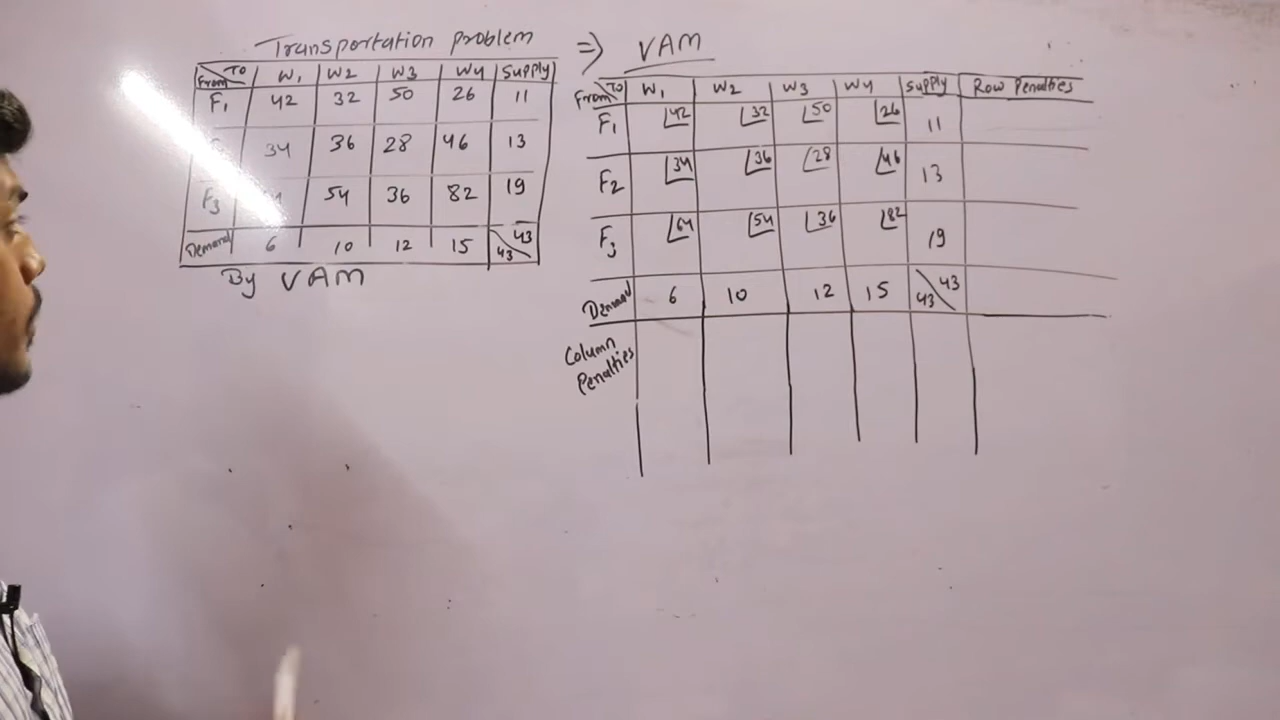 Transportation problem
From TO W1 W2 W3 W4 Supply
F1 42 32 50 26 11
34 36 28 46 13
F3 54 36 82 19
Demand 6 10 12 15 43 43
By VAM
⇒ VAM
From TO W1 W2 W3 W4 Supply Row Penalties
F1 42 32 50 26 11
F2 34 36 28 46 13
F3 64 54 36 82 19
Demand 6 10 12 15 43 43
Column
Penalties